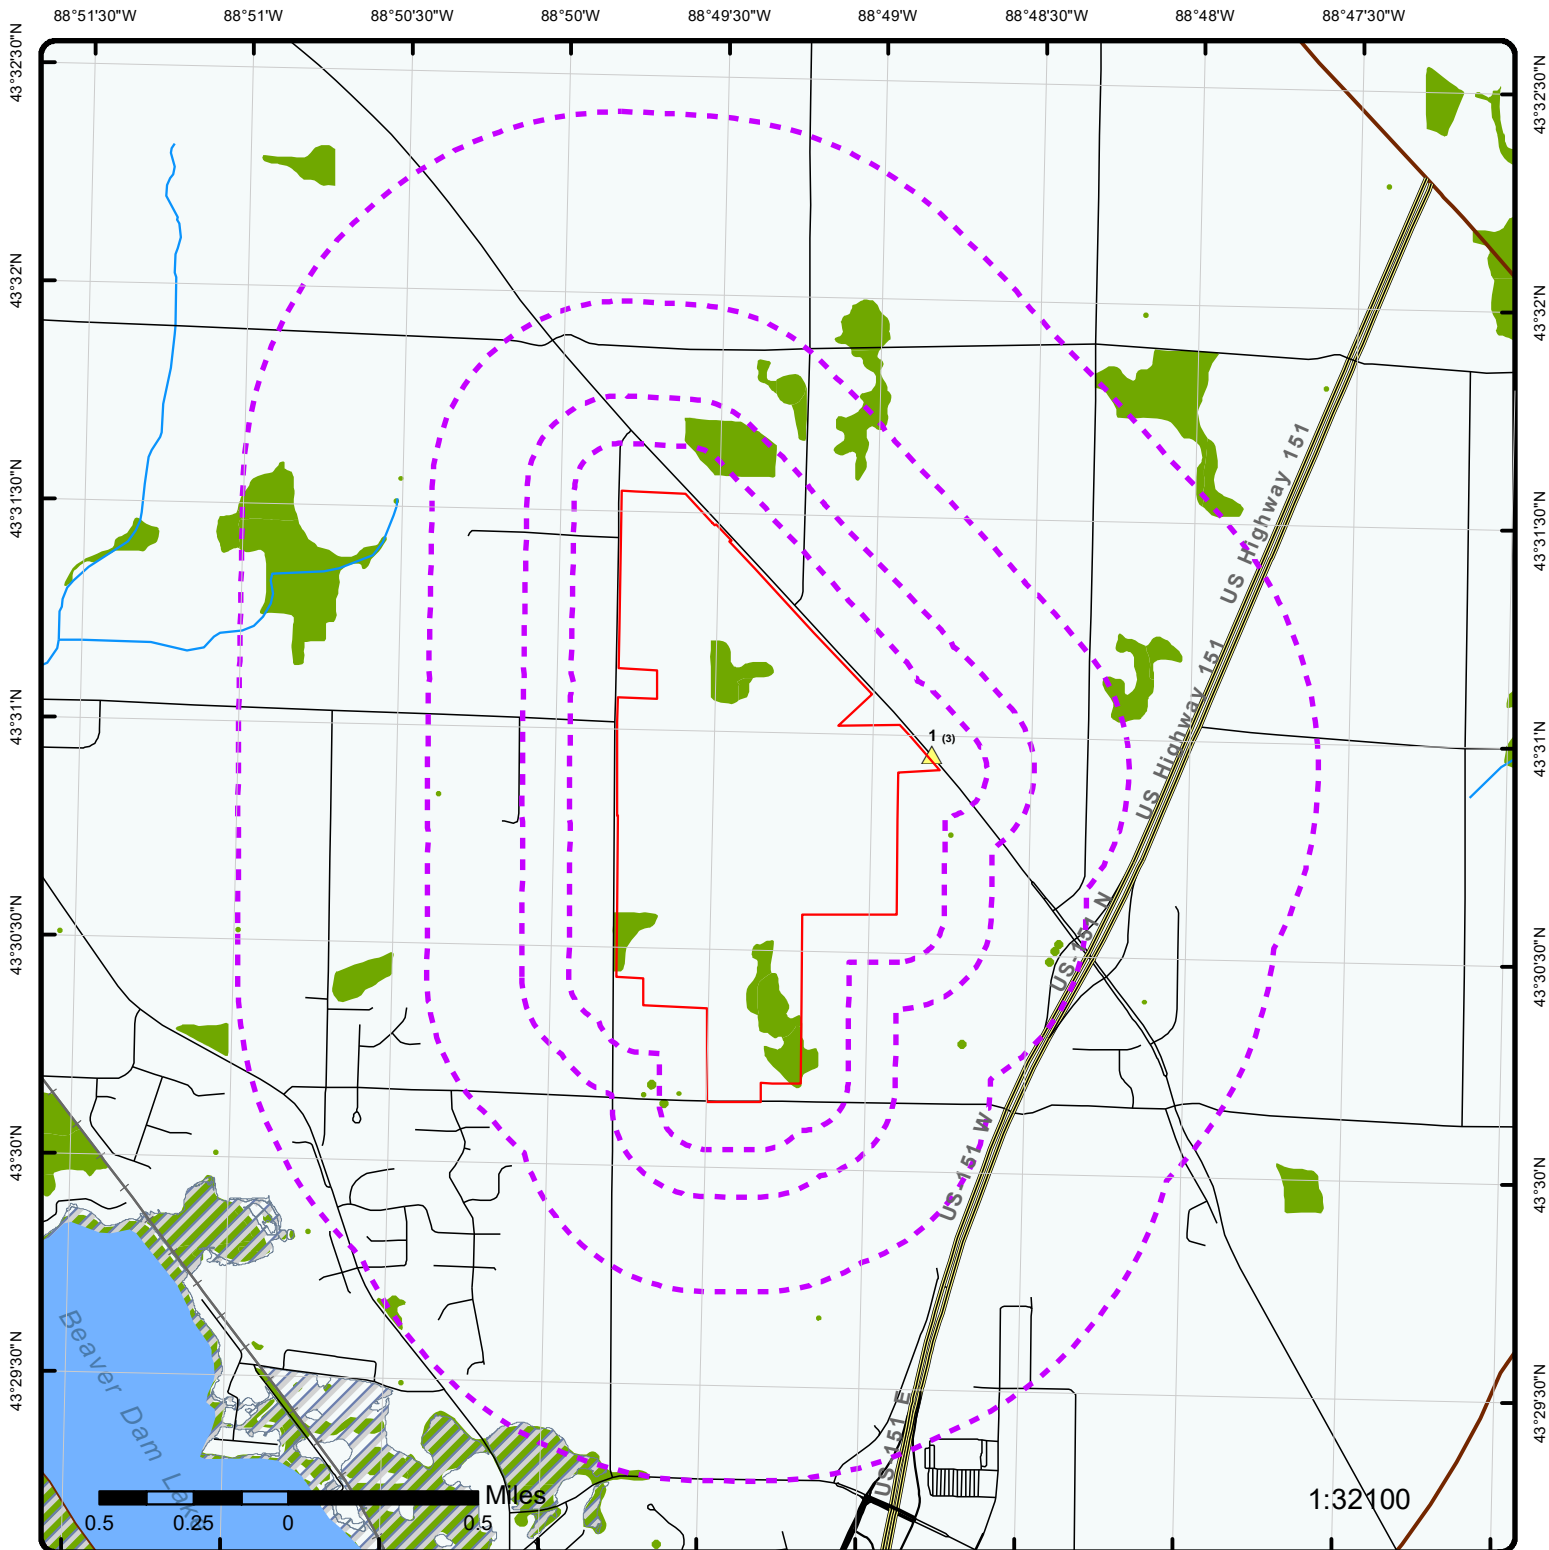 88°51'30"W 88°51'W 88°50'30"W 88°50'W 88°49'30"W 88°49'W 88°48'30"W 88°48'W 88°47'30"W
43°32'30"N 43°32'30"N
43°32'N 43°32'N
US Highway 151
43°31'30"N 43°31'30"N
US Highway 151
43°31'N 43°31'N
1 (3)
US-151 N
43°30'30"N 43°30'30"N
US-151 W
43°30'N 43°30'N
Beaver Dam Lake
43°29'30"N 43°29'30"N
US-151 E
Miles
1:32100
0.5 0.25 0 0.5